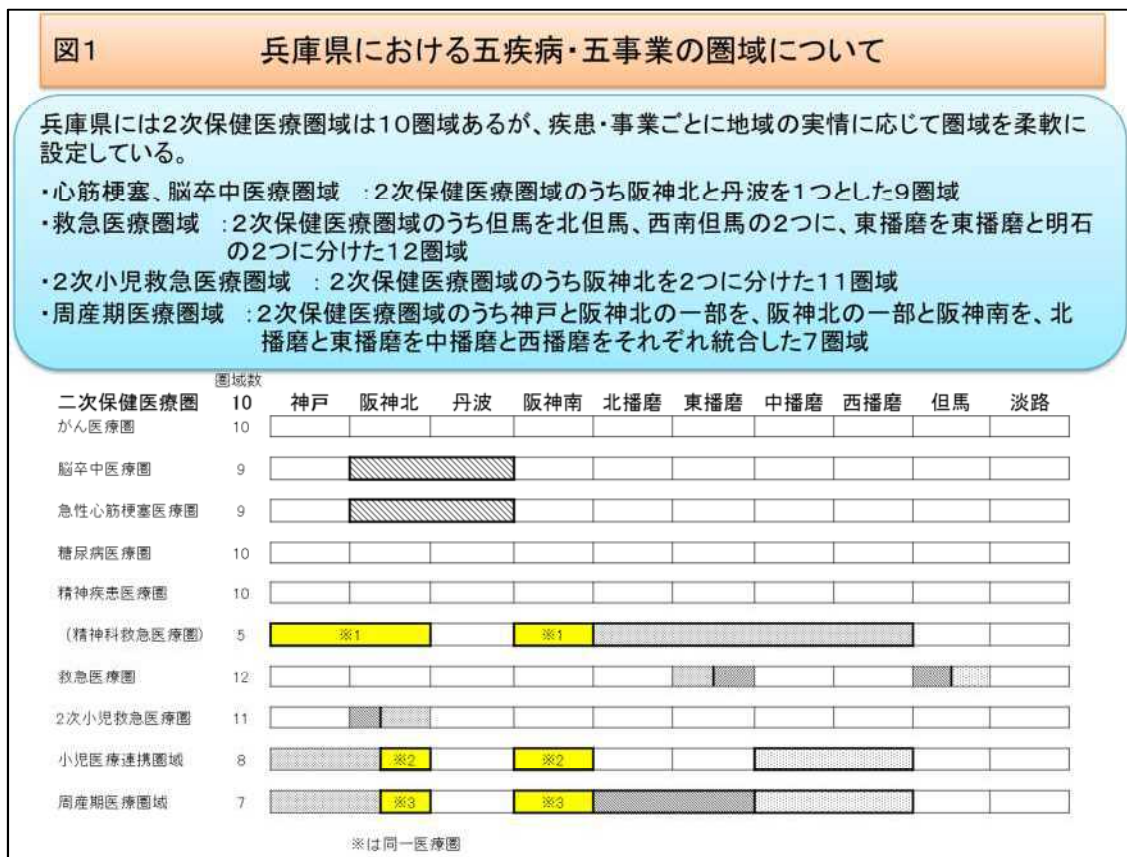 図1 兵庫県における五疾病・五事業の圏域について
兵庫県には2次保健医療圏域は10圏域あるが、疾患・事業ごとに地域の実情に応じて圏域を柔軟に
設定している。
・心筋梗塞、脳卒中医療圏域 ：2次保健医療圏域のうち阪神北と丹波を1つとした9圏域
・救急医療圏域 ：2次保健医療圏域のうち但馬を北但馬、西南但馬の2つに、東播磨を東播磨と明石
の2つに分けた12圏域
・2次小児救急医療圏域 ：2次保健医療圏域のうち阪神北を2つに分けた11圏域
・周産期医療圏域 ：2次保健医療圏域のうち神戸と阪神北の一部を、阪神北の一部と阪神南を、北
播磨と東播磨を中播磨と西播磨をそれぞれ統合した7圏域
圏域数
二次保健医療圏 10 神戸 阪神北 丹波 阪神南 北播磨 東播磨 中播磨 西播磨 但馬 淡路
がん医療圏 10
脳卒中医療圏 9
急性心筋梗塞医療圏 9
糖尿病医療圏 10
精神疾患医療圏 10
（精神科救急医療圏） 5 ※1 ※1
救急医療圏 12
2次小児救急医療圏 11
小児医療連携圏域 8 ※2 ※2
周産期医療圏域 7 ※3 ※3
※は同一医療圏